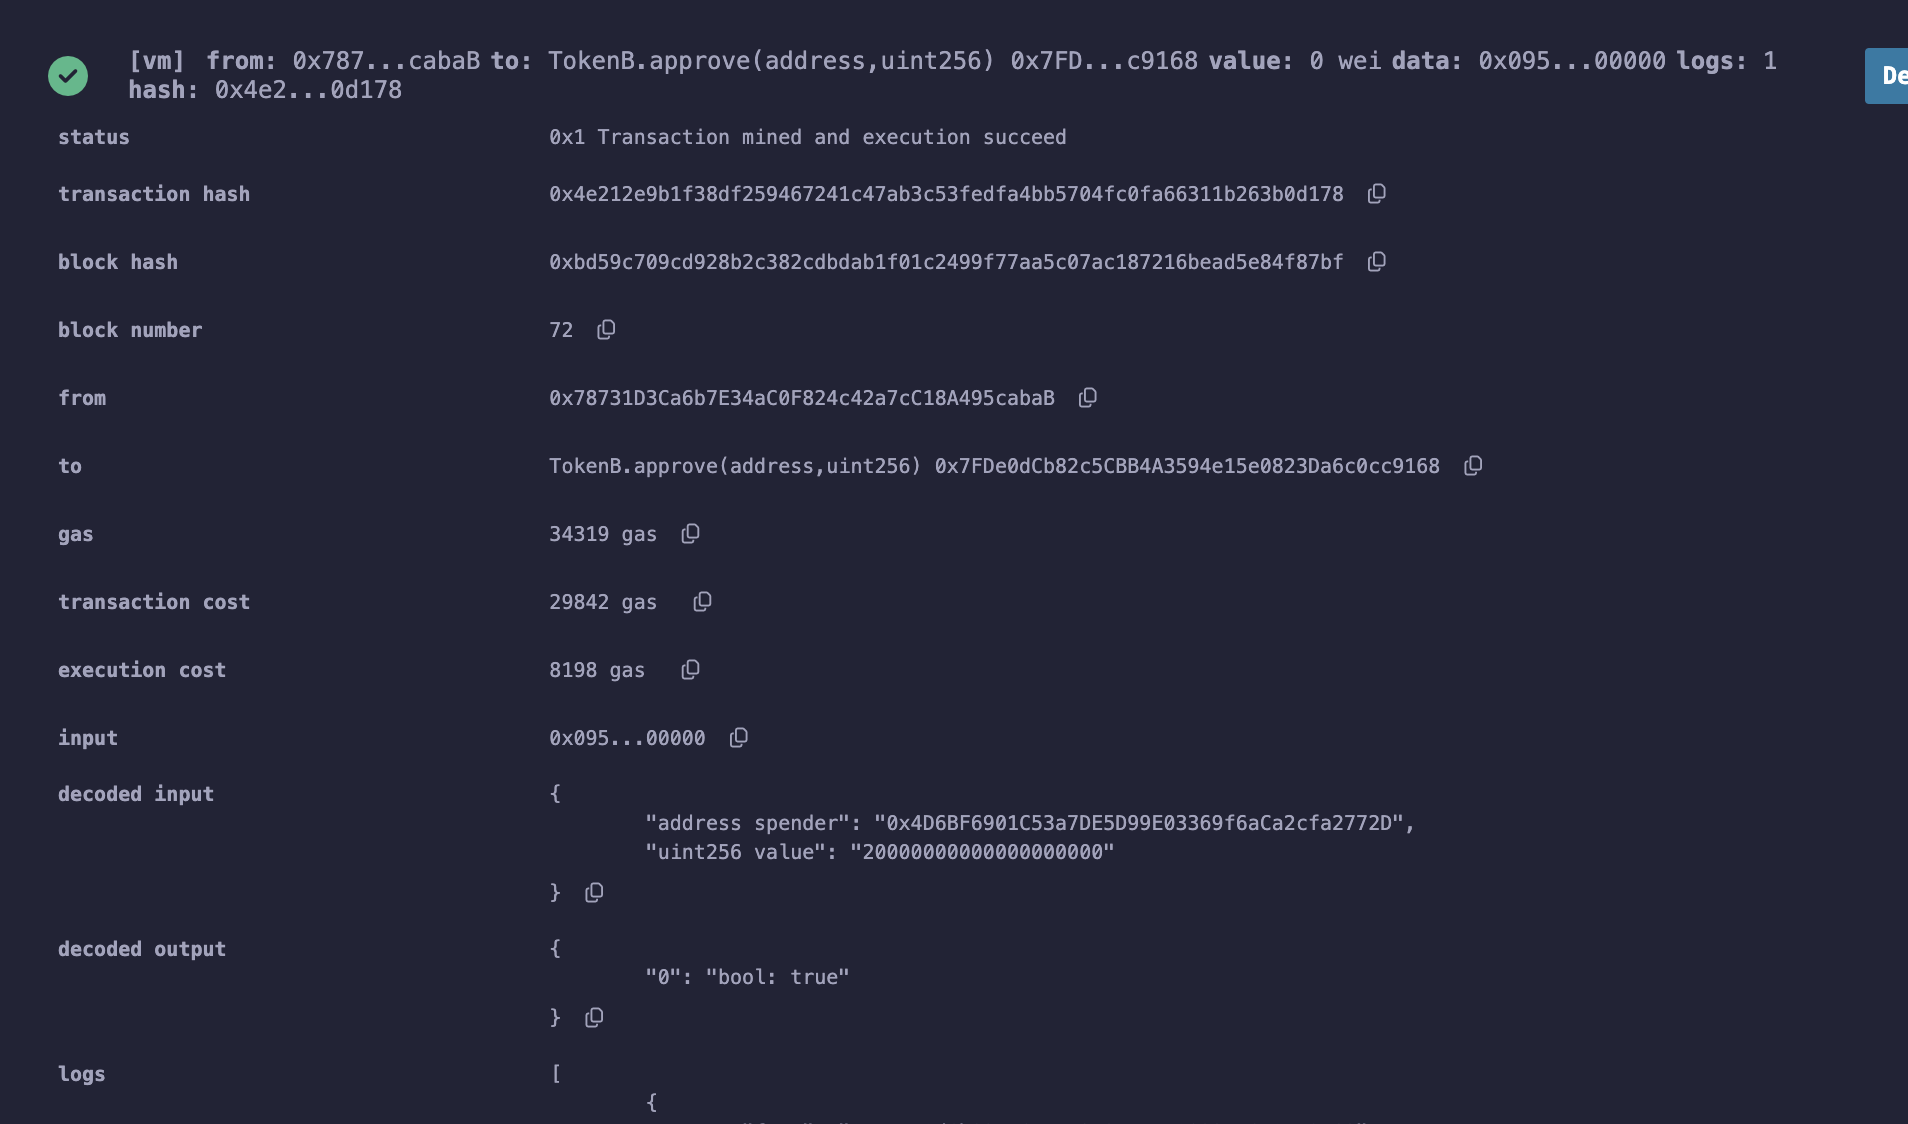 [vm] from: 0x787...cabaB to: TokenB.approve(address,uint256) 0x7FD...c9168 value: 0 wei data: 0x095...00000 logs: 1
hash: 0x4e2...0d178
De
status 0x1 Transaction mined and execution succeed
transaction hash 0x4e212e9b1f38df259467241c47ab3c53fedfa4bb5704fc0fa66311b263b0d178
block hash 0xbd59c709cd928b2c382cdbdab1f01c2499f77aa5c07ac187216bead5e84f87bf
block number 72
from 0x78731D3Ca6b7E34aC0F824c42a7cC18A495cabaB
to TokenB.approve(address,uint256) 0x7FDe0dCb82c5CBB4A3594e15e0823Da6c0cc9168
gas 34319 gas
transaction cost 29842 gas
execution cost 8198 gas
input 0x095...00000
decoded input {
"address spender": "0x4D6BF6901C53a7DE5D99E03369f6aCa2cfa2772D",
"uint256 value": "20000000000000000000"
}
decoded output {
"0": "bool: true"
}
logs [
{